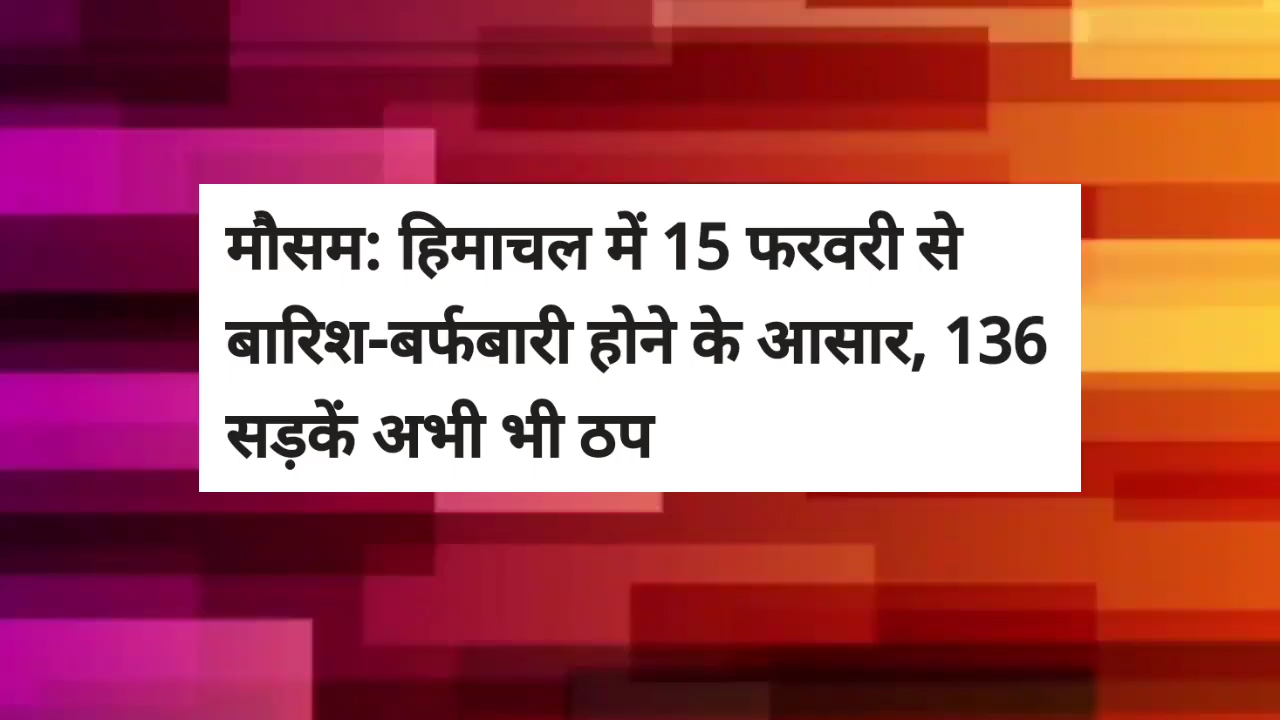 मौसम: हिमाचल में 15 फरवरी से
बारिश-बर्फबारी होने के आसार, 136
सड़कें अभी भी ठप